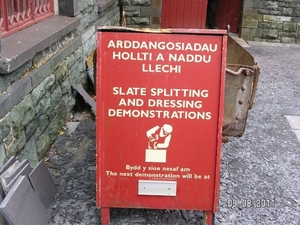 ARDDANGOSIADAU
HOLLTI A NADDU
LLECHI
SLATE SPLITTING
AND DRESSING
DEMONSTRATIONS
Bydd y sioe nesaf am
The next demonstration will be at
09.08.2011